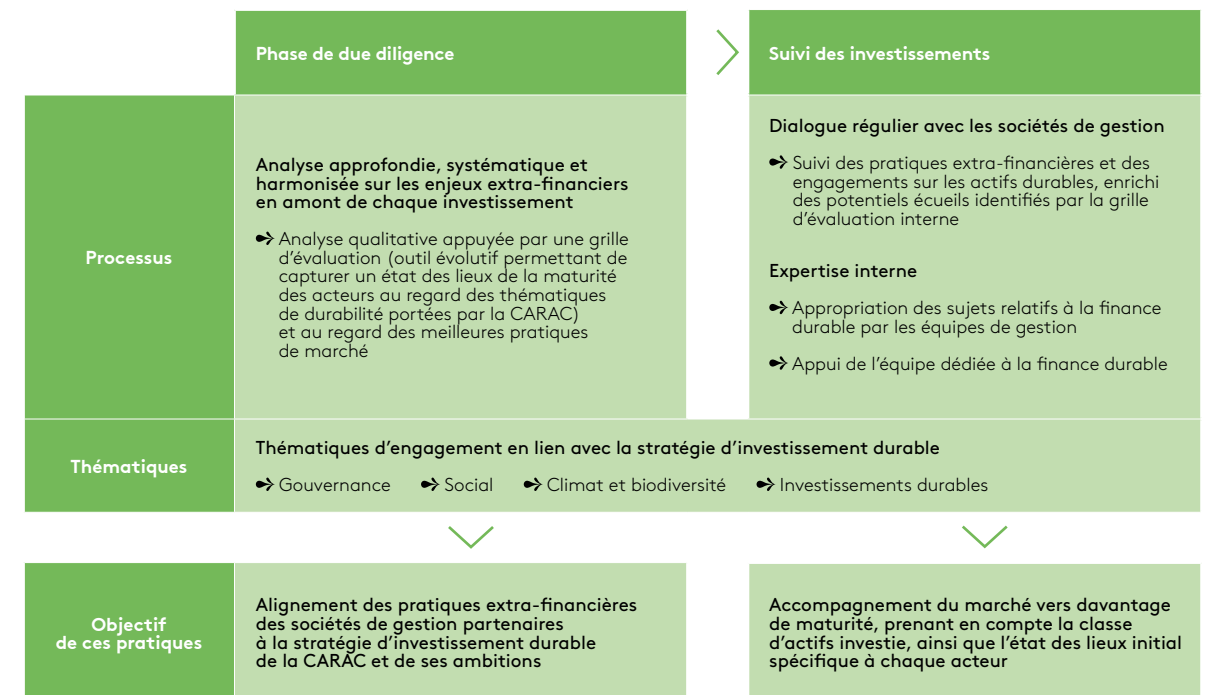 Phase de due diligence
Suivi des investissements
Processus
Analyse approfondie, systématique et
harmonisée sur les enjeux extra-financiers
en amont de chaque investissement
Analyse qualitative appuyée par une grille
d’évaluation (outil évolutif permettant de
capturer un état des lieux de la maturité
des acteurs au regard des thématiques
de durabilité portées par la CARAC)
et au regard des meilleures pratiques
de marché
Dialogue régulier avec les sociétés de gestion
Suivi des pratiques extra-financières et des
engagements sur les actifs durables, enrichi
des potentiels écueils identifiés par la grille
d’évaluation interne
Expertise interne
Appropriation des sujets relatifs à la finance
durable par les équipes de gestion
Appui de l’équipe dédiée à la finance durable
Thématiques
Thématiques d’engagement en lien avec la stratégie d’investissement durable
Gouvernance Social Climat et biodiversité Investissements durables
Objectif
de ces pratiques
Alignement des pratiques extra-financières
des sociétés de gestion partenaires
à la stratégie d’investissement durable
de la CARAC et de ses ambitions
Accompagnement du marché vers davantage
de maturité, prenant en compte la classe
d’actifs investie, ainsi que l’état des lieux initial
spécifique à chaque acteur